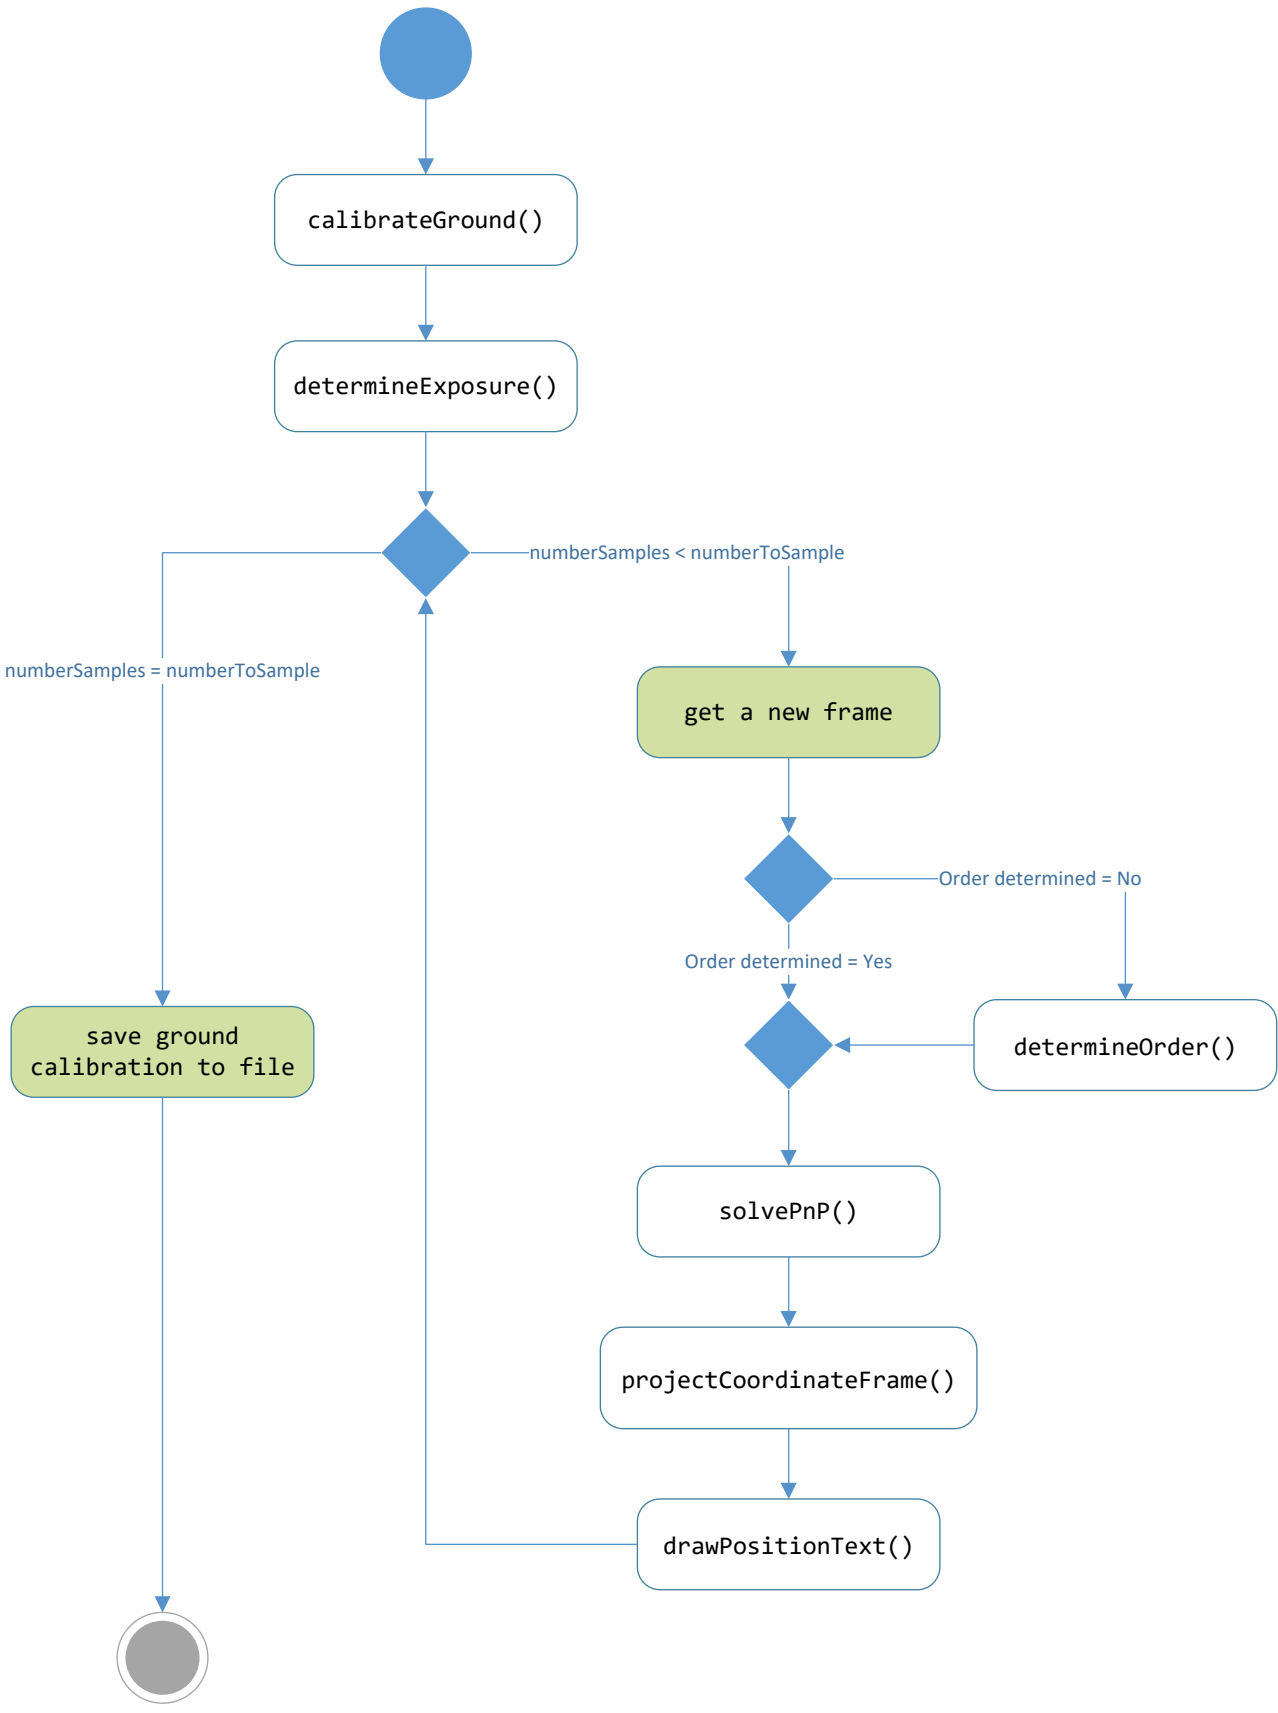 calibrateGround()
determineExposure()
numberSamples < numberToSample
numberSamples = numberToSample
get a new frame
Order determined = No
Order determined = Yes
save ground
calibration to file
determineOrder()
solvePnP()
projectCoordinateFrame()
drawPositionText()